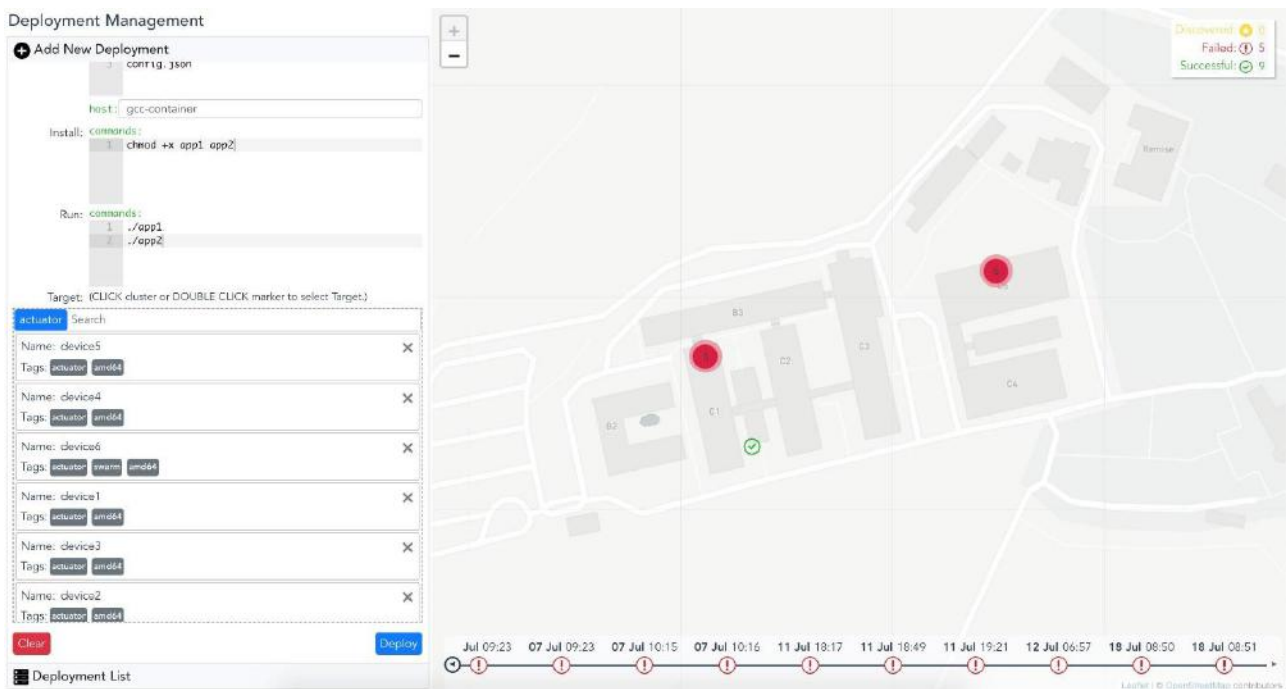 Deployment Management
Add New Deployment
3 config.json
host: gcc-container
Install: commands:
1 chmod +x app1 app2
Run: commands:
1 ./app1
2 ./app2
Target: (CLICK cluster or DOUBLE CLICK marker to select Target.)
actuator Search
Name: device5
Tags: actuator amd64
Name: device4
Tags: actuator amd64
Name: device6
Tags: actuator swarm amd64
Name: device1
Tags: actuator amd64
Name: device3
Tags: actuator amd64
Name: device2
Tags: actuator amd64
Clear Deploy
Deployment List
+
−
Discovered: 0
Failed: 5
Successful: 9
Remise
B3
C2
C3
C1
B2
C4
Jul 09:23 07 Jul 09:23 07 Jul 10:15 07 Jul 10:16 11 Jul 18:17 11 Jul 18:49 11 Jul 19:21 12 Jul 06:57 18 Jul 08:50 18 Jul 08:51
Leaflet | © OpenStreetMap contributors